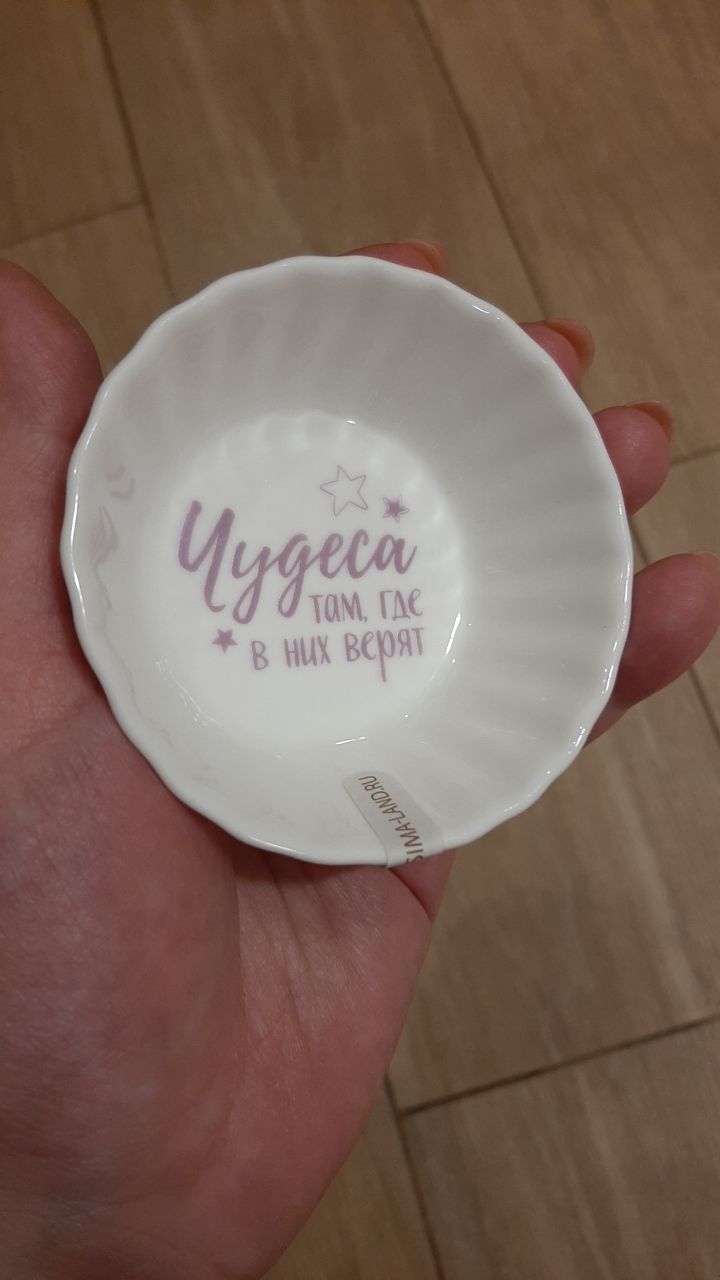 Чудеса
там, где
в них верят
SIMA-LAND.RU